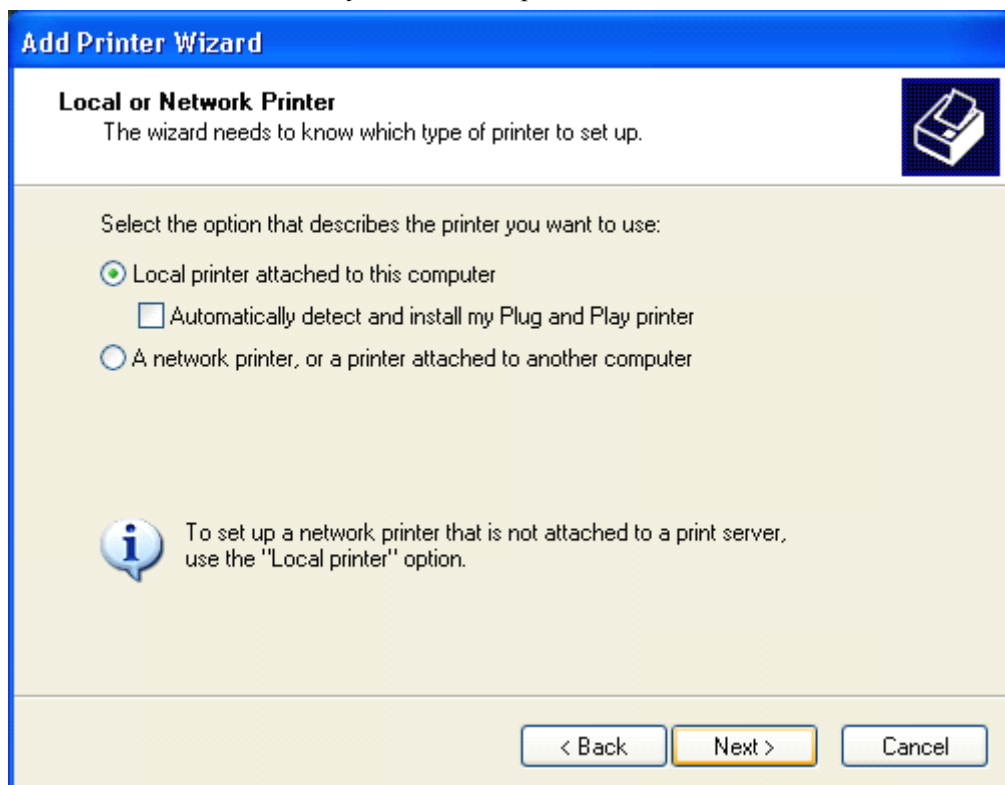 Add Printer Wizard
Local or Network Printer
The wizard needs to know which type of printer to set up.
Select the option that describes the printer you want to use:
Local printer attached to this computer
Automatically detect and install my Plug and Play printer
A network printer, or a printer attached to another computer
To set up a network printer that is not attached to a print server,
use the "Local printer" option.
< Back Next > Cancel